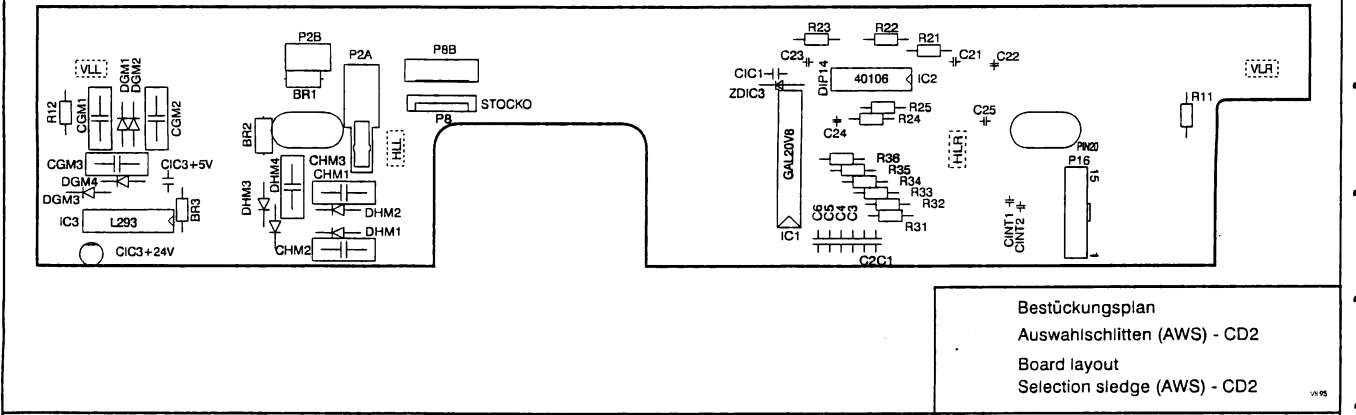 VLL
R12
CGM1
DGM1
DGM2
CGM2
CGM3
CIC3+5V
DGM4
DGM3
IC3
L293
BR3
CIC3+24V
P2B
BR1
P2A
BR2
P8B
STOCKO
P8
HLL
DHM3
DHM4
CHM3
CHM1
DHM2
DHM1
CHM2
R23
R22
R21
C23
C21
C22
CIC1
ZDIC3
DIP14
40106
IC2
R25
R24
C24
GAL20V8
IC1
R36
R35
R34
R33
R32
R31
C6
C5
C4
C3
C2C1
HLR
C25
PIN20
P16
15
1
CINT1
CINT2
R11
VLR
Bestückungsplan
Auswahlschlitten (AWS) - CD2
Board layout
Selection sledge (AWS) - CD2